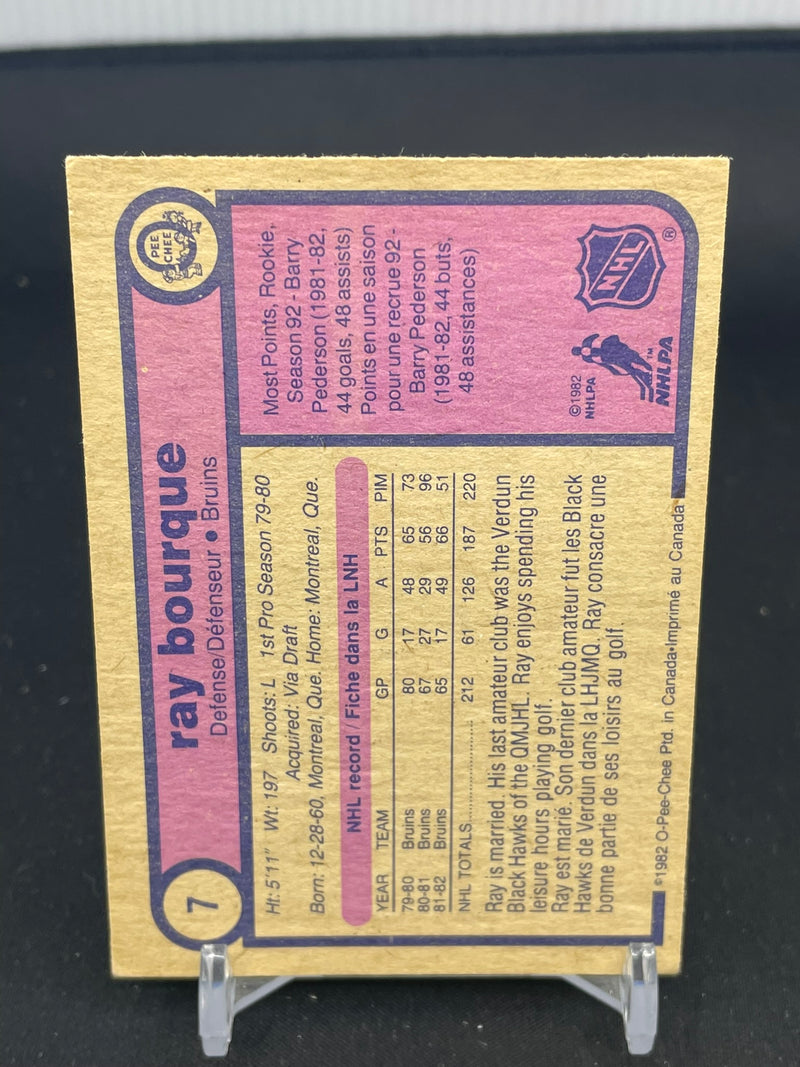 7
ray bourque
Defense/Défenseur • Bruins
O
PEE
CHEE
Ht: 5'11" Wt: 197 Shoots: L 1st Pro Season 79-80
Acquired: Via Draft
Born: 12-28-60, Montreal, Que. Home: Montreal, Que.
NHL record / Fiche dans la LNH
YEAR TEAM GP G A PTS PIM
79-80 Bruins 80 17 48 65 73
80-81 Bruins 67 27 29 56 96
81-82 Bruins 65 17 49 66 51
NHL TOTALS 212 61 126 187 220
Ray is married. His last amateur club was the Verdun
Black Hawks of the QMJHL. Ray enjoys spending his
leisure hours playing golf.
Ray est marié. Son dernier club amateur fut les Black
Hawks de Verdun dans la LHJMQ. Ray consacre une
bonne partie de ses loisirs au golf.
Most Points, Rookie,
Season 92 - Barry
Pederson (1981-82,
44 goals, 48 assists)
Points en une saison
pour une recrue 92 -
Barry Pederson
(1981-82, 44 buts,
48 assistances)
©1982
NHLPA
NHLPA™
NHL®
©1982 O-Pee-Chee Ptd. in Canada•Imprimé au Canada